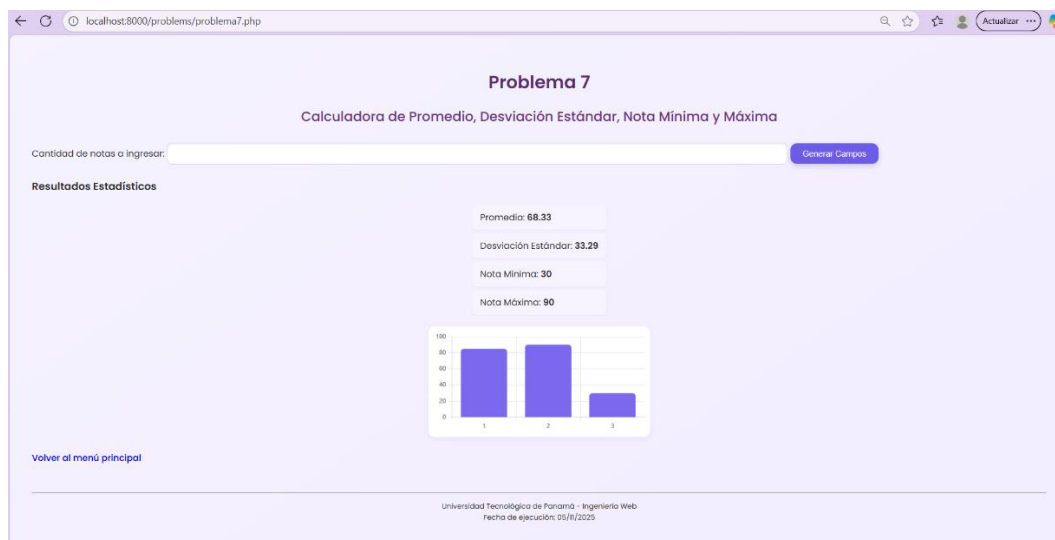 localhost:8000/problems/problema7.php
Actualizar
Problema 7
Calculadora de Promedio, Desviación Estándar, Nota Mínima y Máxima
Cantidad de notas a ingresar:
Generar Campos
Resultados Estadísticos
Promedio: 68.33
Desviación Estándar: 33.29
Nota Mínima: 30
Nota Máxima: 90
100
80
60
40
20
0
1 2 3
Volver al menú principal
Universidad Tecnológica de Panamá - Ingeniería Web
Fecha de ejecución: 05/11/2025